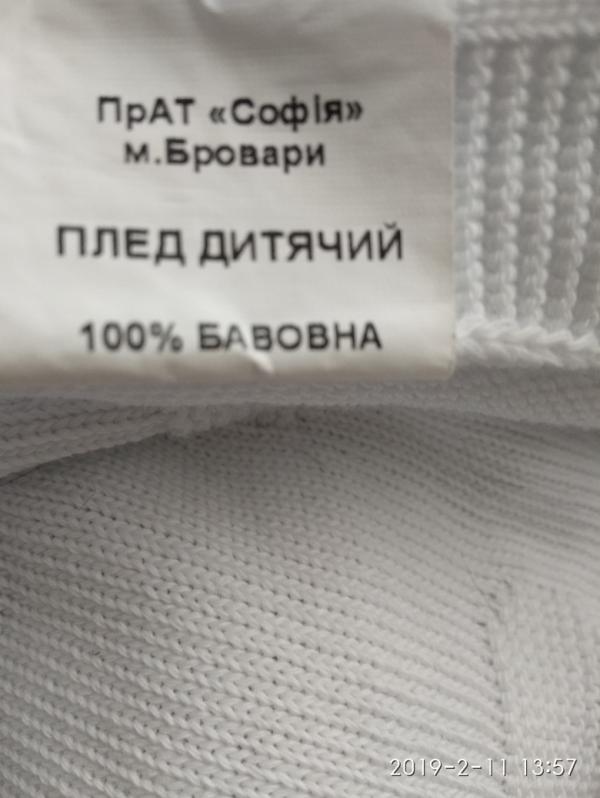 ПрАТ «Софія»
м.Бровари
ПЛЕД ДИТЯЧИЙ
100% БАВОВНА
2019-2-11 13:57